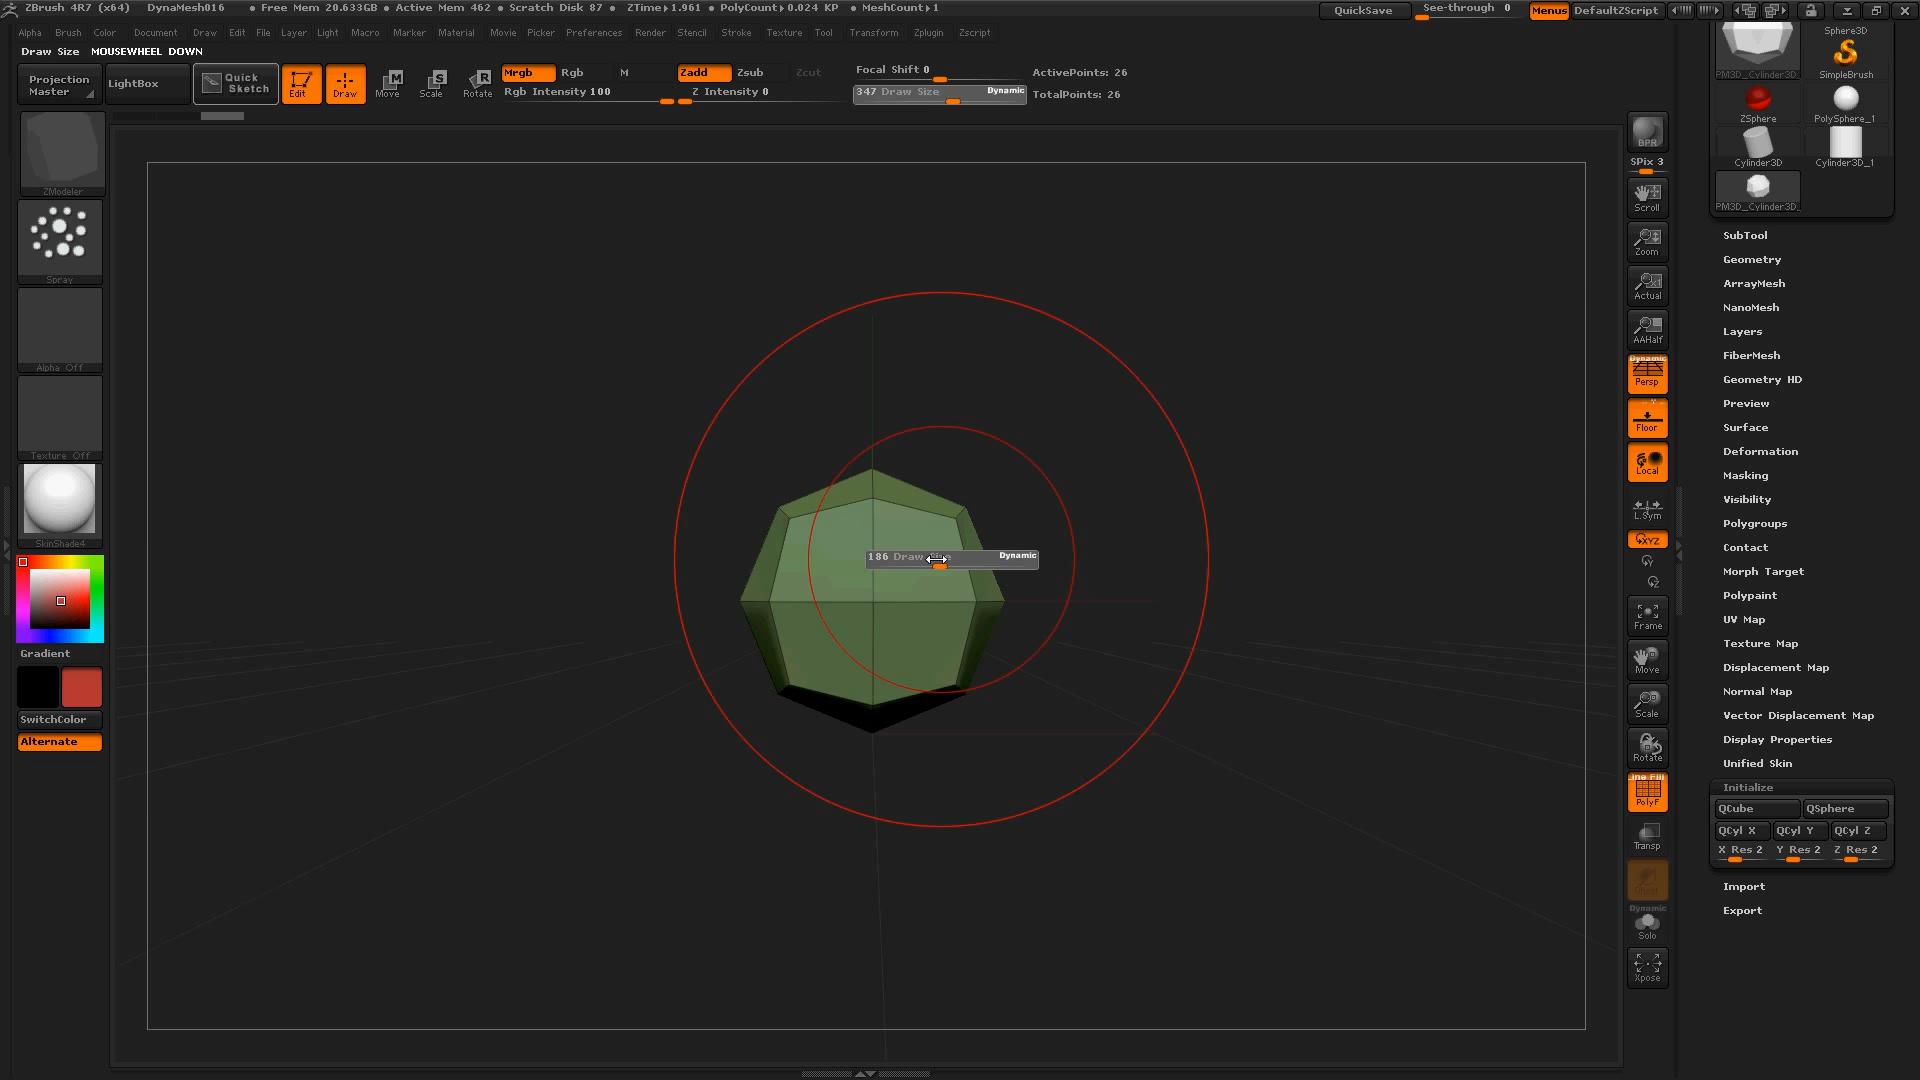 ZBrush 4R7 (x64) DynaMesh016 • Free Mem 20.633GB • Active Mem 462 • Scratch Disk 87 • ZTime▸1.961 • PolyCount▸0.024 KP • MeshCount▸1 QuickSave See-through 0 Menus DefaultZScript
Alpha Brush Color Document Draw Edit File Layer Light Macro Marker Material Movie Picker Preferences Render Stencil Stroke Texture Tool Transform Zplugin Zscript
Draw Size MOUSEWHEEL DOWN
Projection Master
LightBox
Quick Sketch
Edit
Draw
Move
Scale
Rotate
Mrgb Rgb M
Rgb Intensity 100
Zadd Zsub Zcut
Z Intensity 0
Focal Shift 0
347 Draw Size Dynamic
ActivePoints: 26
TotalPoints: 26
ZModeler
Spray
Alpha Off
Texture Off
SkinShade4
Gradient
SwitchColor
Alternate
186 Draw Size Dynamic
BPR
SPix 3
Scroll
Zoom
Actual
AAHalf
Dynamic
Persp
Floor
Local
L.Sym
XYZ
Y
Z
Frame
Move
Scale
Rotate
Line Fill
PolyF
Transp
Ghost
Dynamic
Solo
Xpose
Sphere3D
PM3D_Cylinder3D
SimpleBrush
ZSphere
PolySphere_1
Cylinder3D
Cylinder3D_1
PM3D_Cylinder3D_
SubTool
Geometry
ArrayMesh
NanoMesh
Layers
FiberMesh
Geometry HD
Preview
Surface
Deformation
Masking
Visibility
Polygroups
Contact
Morph Target
Polypaint
UV Map
Texture Map
Displacement Map
Normal Map
Vector Displacement Map
Display Properties
Unified Skin
Initialize
QCube QSphere
QCyl X QCyl Y QCyl Z
X Res 2 Y Res 2 Z Res 2
Import
Export